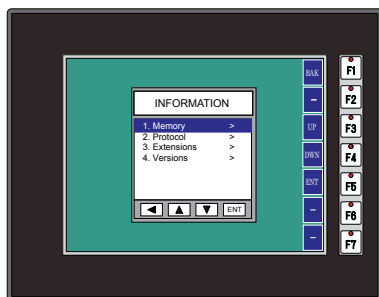 INFORMATION
1. Memory >
2. Protocol >
3. Extensions >
4. Versions >
ENT
BAK
–
UP
DWN
ENT
–
–
F1
F2
F3
F4
F5
F6
F7